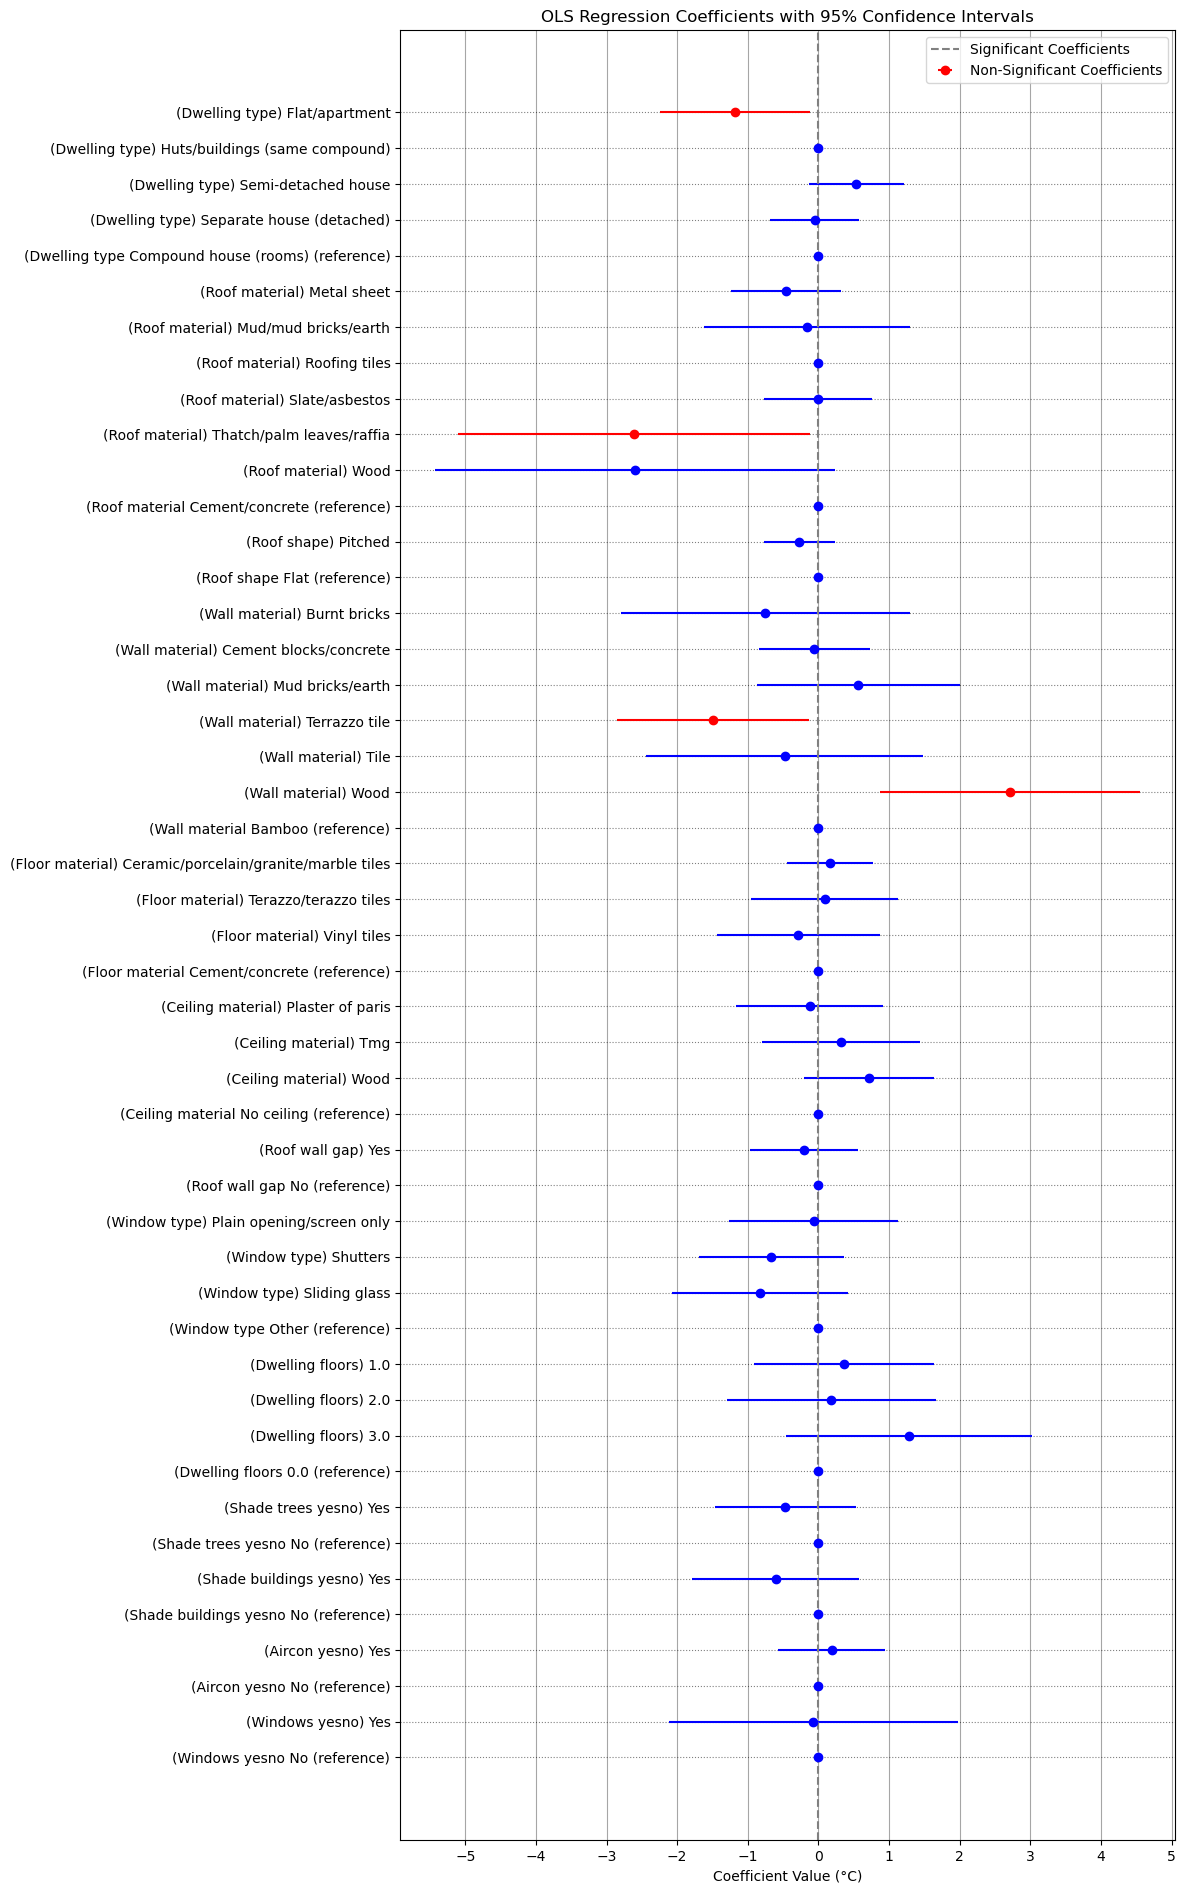 OLS Regression Coefficients with 95% Confidence Intervals
Significant Coefficients
Non-Significant Coefficients
(Dwelling type) Flat/apartment
(Dwelling type) Huts/buildings (same compound)
(Dwelling type) Semi-detached house
(Dwelling type) Separate house (detached)
(Dwelling type Compound house (rooms) (reference)
(Roof material) Metal sheet
(Roof material) Mud/mud bricks/earth
(Roof material) Roofing tiles
(Roof material) Slate/asbestos
(Roof material) Thatch/palm leaves/raffia
(Roof material) Wood
(Roof material Cement/concrete (reference)
(Roof shape) Pitched
(Roof shape Flat (reference)
(Wall material) Burnt bricks
(Wall material) Cement blocks/concrete
(Wall material) Mud bricks/earth
(Wall material) Terrazzo tile
(Wall material) Tile
(Wall material) Wood
(Wall material Bamboo (reference)
(Floor material) Ceramic/porcelain/granite/marble tiles
(Floor material) Terazzo/terazzo tiles
(Floor material) Vinyl tiles
(Floor material Cement/concrete (reference)
(Ceiling material) Plaster of paris
(Ceiling material) Tmg
(Ceiling material) Wood
(Ceiling material No ceiling (reference)
(Roof wall gap) Yes
(Roof wall gap No (reference)
(Window type) Plain opening/screen only
(Window type) Shutters
(Window type) Sliding glass
(Window type Other (reference)
(Dwelling floors) 1.0
(Dwelling floors) 2.0
(Dwelling floors) 3.0
(Dwelling floors 0.0 (reference)
(Shade trees yesno) Yes
(Shade trees yesno No (reference)
(Shade buildings yesno) Yes
(Shade buildings yesno No (reference)
(Aircon yesno) Yes
(Aircon yesno No (reference)
(Windows yesno) Yes
(Windows yesno No (reference)
−5 −4 −3 −2 −1 0 1 2 3 4 5
Coefficient Value (°C)